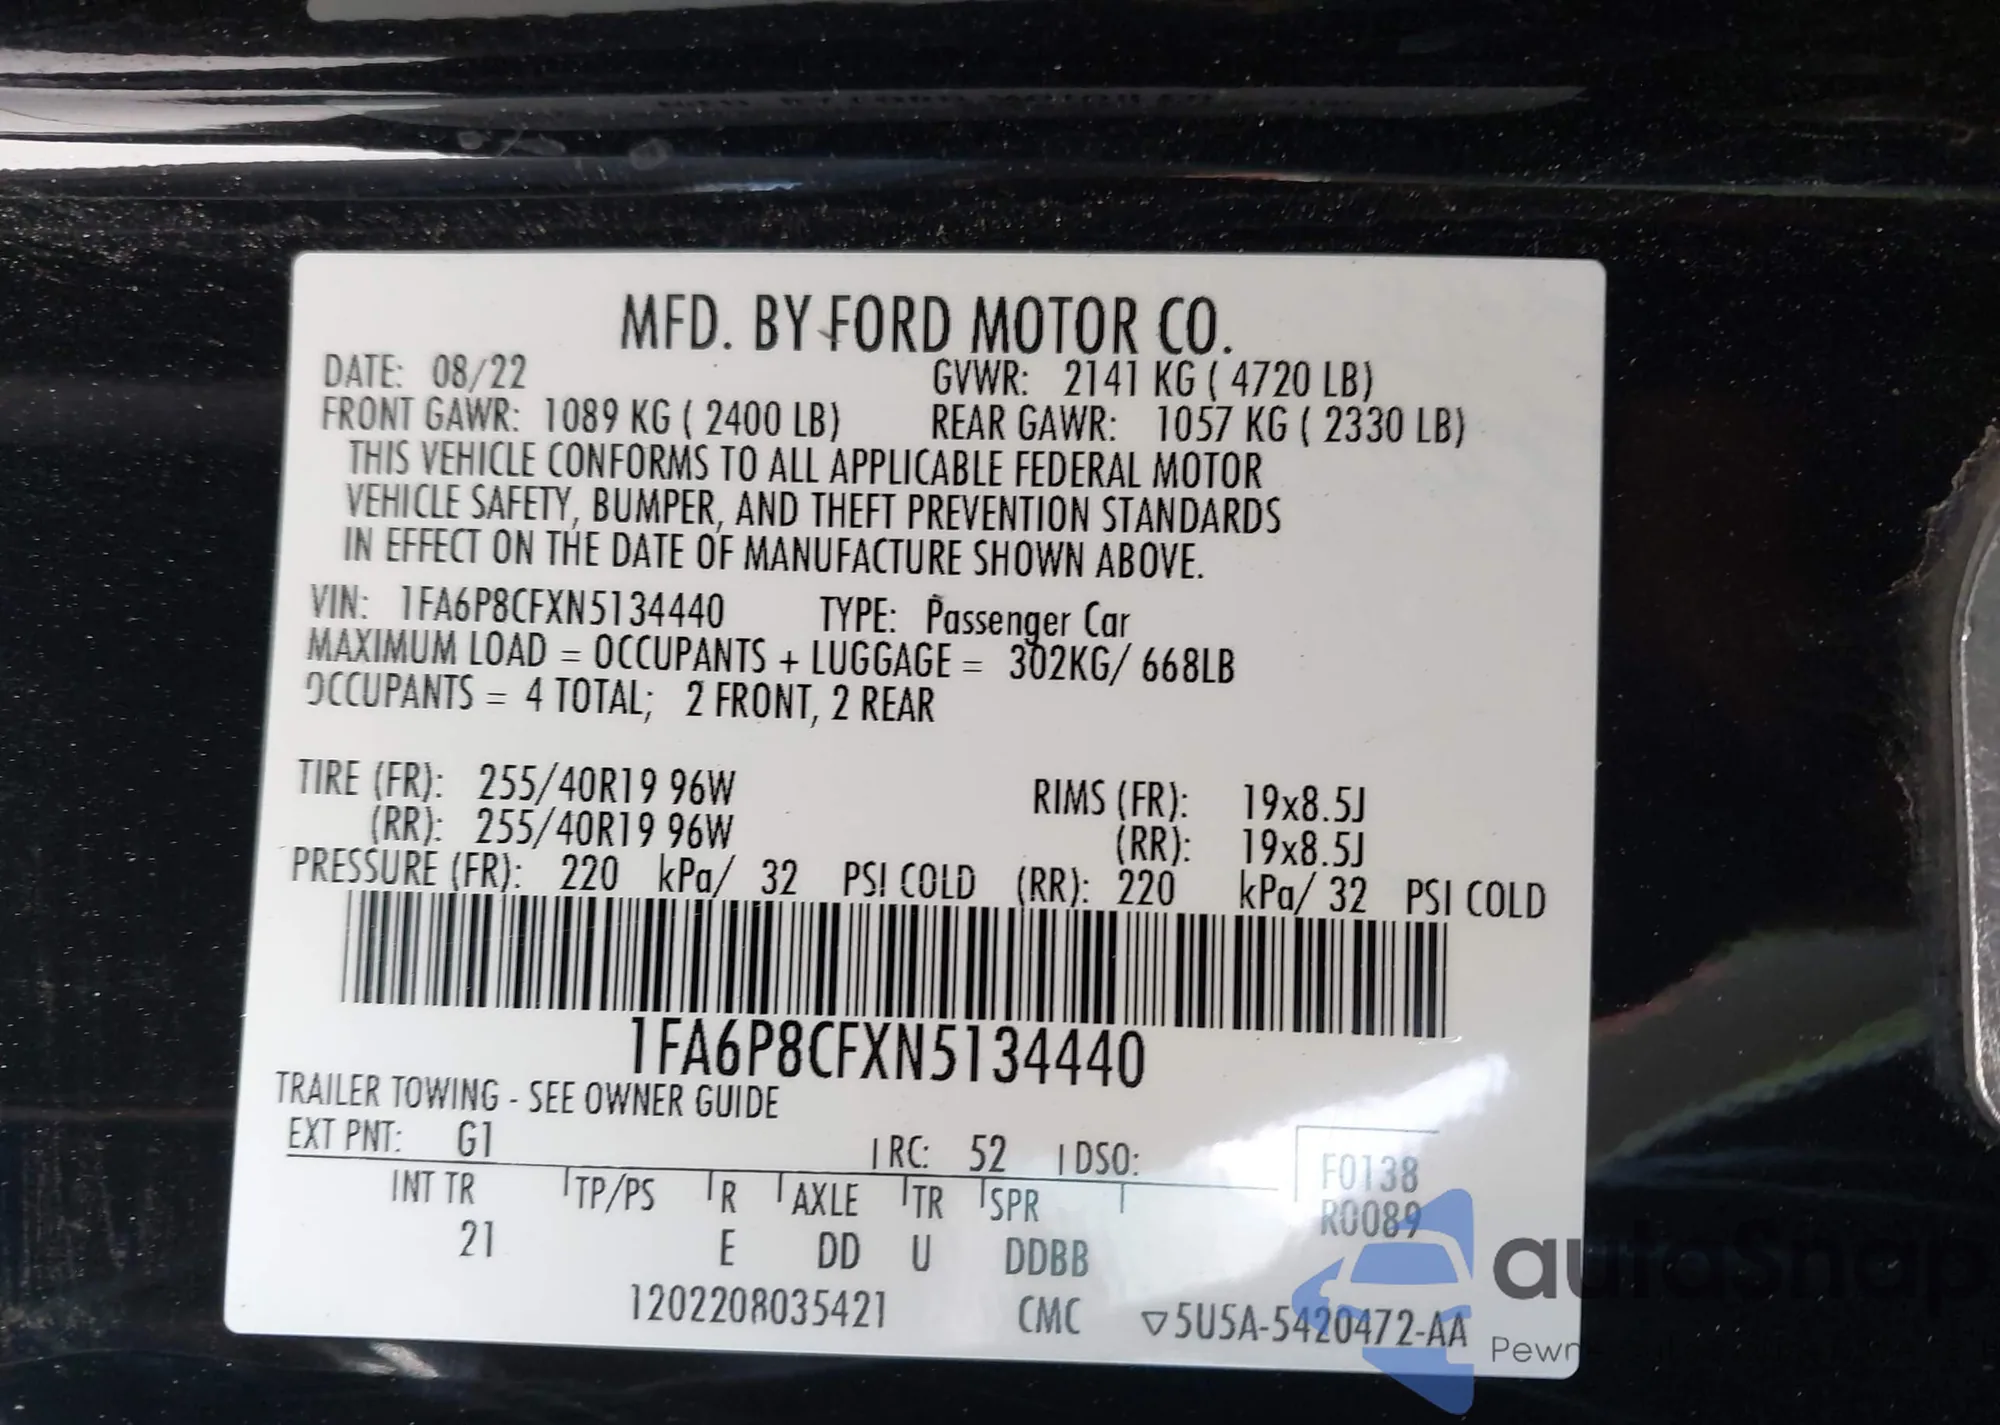 MFD. BY FORD MOTOR CO.
DATE: 08/22 GVWR: 2141 KG ( 4720 LB)
FRONT GAWR: 1089 KG ( 2400 LB) REAR GAWR: 1057 KG ( 2330 LB)
THIS VEHICLE CONFORMS TO ALL APPLICABLE FEDERAL MOTOR
VEHICLE SAFETY, BUMPER, AND THEFT PREVENTION STANDARDS
IN EFFECT ON THE DATE OF MANUFACTURE SHOWN ABOVE.
VIN: 1FA6P8CFXN5134440 TYPE: Passenger Car
MAXIMUM LOAD = OCCUPANTS + LUGGAGE = 302KG/ 668LB
OCCUPANTS = 4 TOTAL; 2 FRONT, 2 REAR
TIRE (FR): 255/40R19 96W RIMS (FR): 19x8.5J
(RR): 255/40R19 96W (RR): 19x8.5J
PRESSURE (FR): 220 kPa/ 32 PSI COLD (RR): 220 kPa/ 32 PSI COLD
1FA6P8CFXN5134440
TRAILER TOWING - SEE OWNER GUIDE
EXT PNT: G1 RC: 52 DSO:
F0138
INT TR TP/PS R AXLE TR SPR
R0089
21 E DD U DDBB
autoSnap
1202208035421 CMC ▽5U5A-5420472-AA